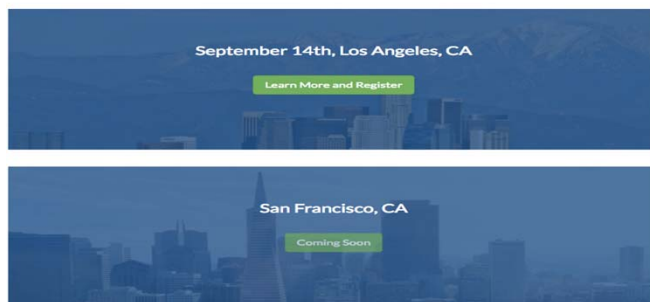 September 14th, Los Angeles, CA
Learn More and Register
San Francisco, CA
Coming Soon